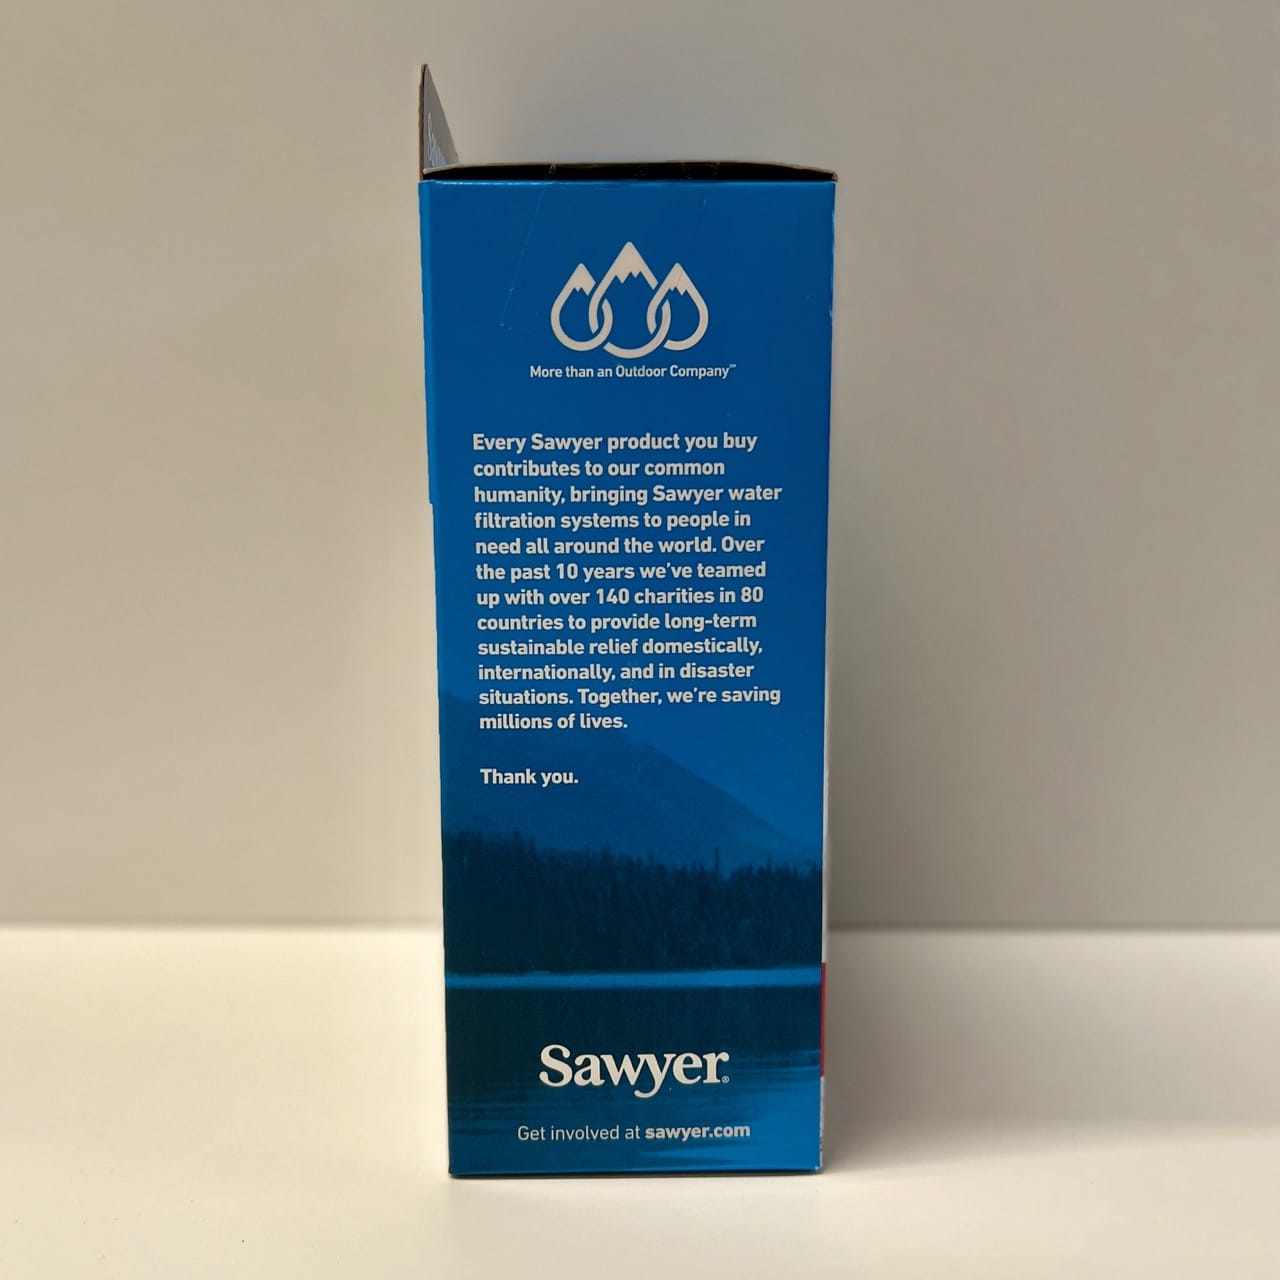 More than an Outdoor Company℠
Every Sawyer product you buy
contributes to our common
humanity, bringing Sawyer water
filtration systems to people in
need all around the world. Over
the past 10 years we've teamed
up with over 140 charities in 80
countries to provide long-term
sustainable relief domestically,
internationally, and in disaster
situations. Together, we're saving
millions of lives.
Thank you.
Sawyer®
Get involved at sawyer.com